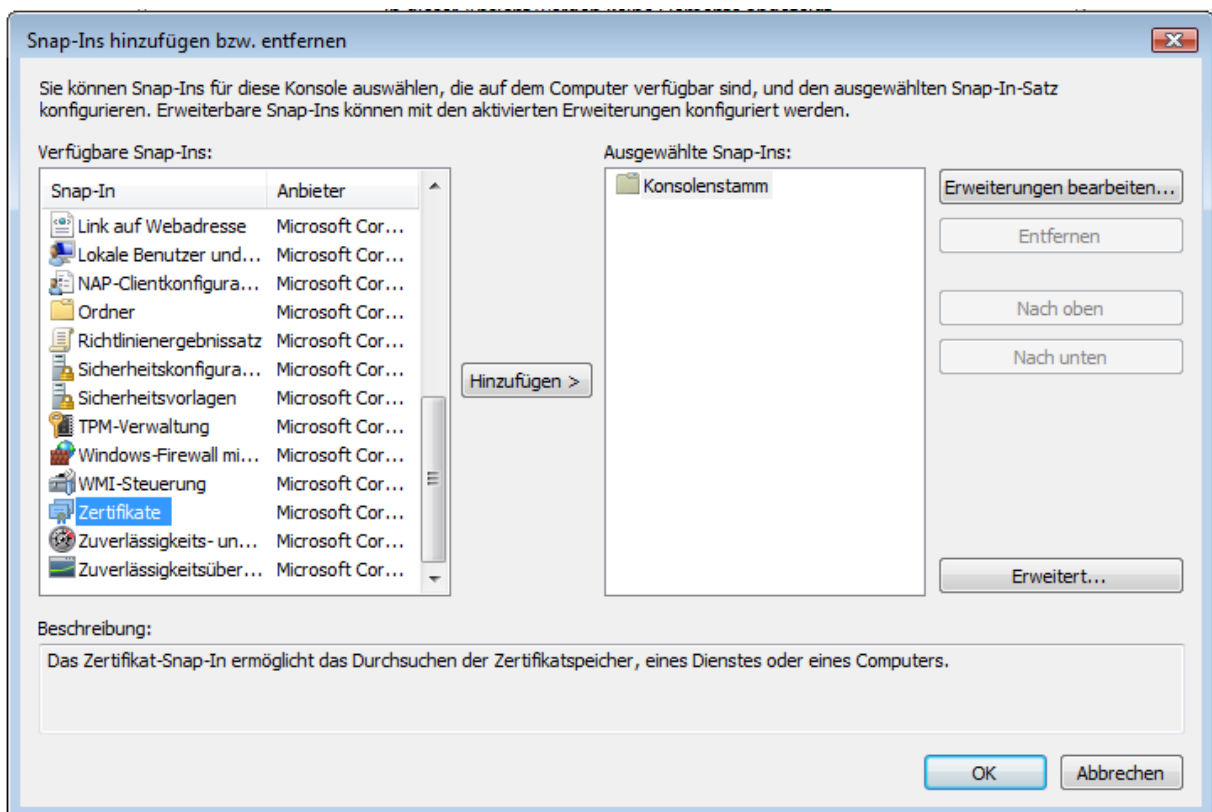 Snap-Ins hinzufügen bzw. entfernen
Sie können Snap-Ins für diese Konsole auswählen, die auf dem Computer verfügbar sind, und den ausgewählten Snap-In-Satz
konfigurieren. Erweiterbare Snap-Ins können mit den aktivierten Erweiterungen konfiguriert werden.
Verfügbare Snap-Ins:
Snap-In Anbieter
Link auf Webadresse Microsoft Cor...
Lokale Benutzer und... Microsoft Cor...
NAP-Clientkonfigura... Microsoft Cor...
Ordner Microsoft Cor...
Richtlinienergebnissatz Microsoft Cor...
Sicherheitskonfigura... Microsoft Cor...
Sicherheitsvorlagen Microsoft Cor...
TPM-Verwaltung Microsoft Cor...
Windows-Firewall mi... Microsoft Cor...
WMI-Steuerung Microsoft Cor...
Zertifikate Microsoft Cor...
Zuverlässigkeits- un... Microsoft Cor...
Zuverlässigkeitsüber... Microsoft Cor...
Hinzufügen >
Ausgewählte Snap-Ins:
Konsolenstamm
Erweiterungen bearbeiten...
Entfernen
Nach oben
Nach unten
Erweitert...
Beschreibung:
Das Zertifikat-Snap-In ermöglicht das Durchsuchen der Zertifikatspeicher, eines Dienstes oder eines Computers.
OK Abbrechen